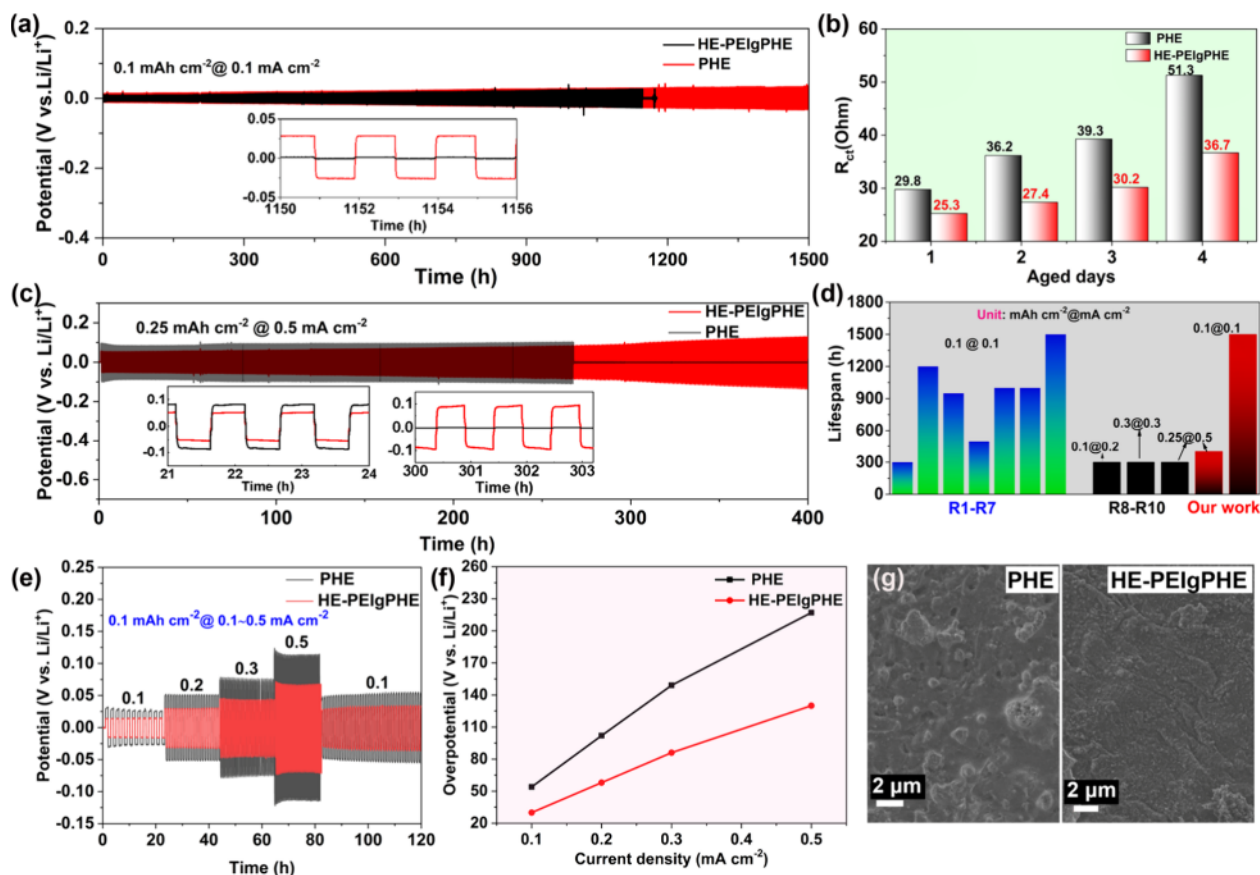 (a)
0.2
0.0
-0.2
-0.4
Potential (V vs.Li/Li⁺)
0.1 mAh cm⁻²@ 0.1 mA cm⁻²
HE-PEIgPHE
PHE
0.05
0.00
-0.05
1150 1152 1154 1156
Time (h)
0 300 600 900 1200 1500
Time (h)
(b)
60
50
40
30
20
R_ct(Ohm)
PHE
HE-PEIgPHE
29.8
25.3
36.2
27.4
39.3
30.2
51.3
36.7
1 2 3 4
Aged days
(c)
0.4
0.2
0.0
-0.2
-0.4
-0.6
Potential (V vs. Li/Li⁺)
0.25 mAh cm⁻² @ 0.5 mA cm⁻²
HE-PEIgPHE
PHE
0.1
0.0
-0.1
21 22 23 24
Time (h)
0.1
0.0
-0.1
300 301 302 303
Time (h)
0 100 200 300 400
Time (h)
(d)
1800
1500
1200
900
600
300
0
Lifespan (h)
Unit: mAh cm⁻²@mA cm⁻²
0.1 @ 0.1
0.1@0.2
0.3@0.3
0.25@0.5
0.1@0.1
R1-R7
R8-R10
Our work
(e)
0.25
0.20
0.15
0.10
0.05
0.00
-0.05
-0.10
-0.15
Potential (V vs. Li/Li⁺)
PHE
HE-PEIgPHE
0.1 mAh cm⁻²@ 0.1~0.5 mA cm⁻²
0.1
0.2
0.3
0.5
0.1
0 20 40 60 80 100 120
Time (h)
(f)
260
230
200
170
140
110
80
50
20
Overpotential (V vs. Li/Li⁺)
PHE
HE-PEIgPHE
0.1 0.2 0.3 0.4 0.5
Current density (mA cm⁻²)
(g)
PHE
2 μm
HE-PEIgPHE
2 μm